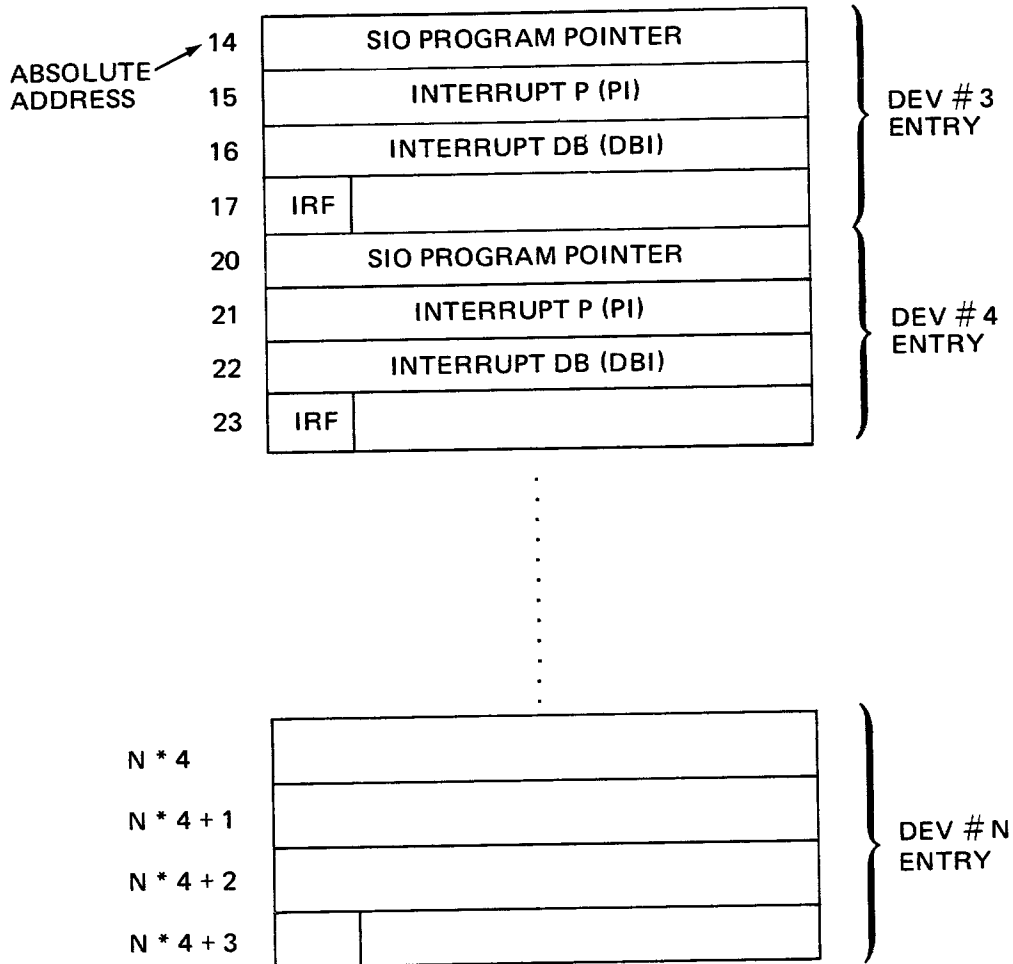 ABSOLUTE
ADDRESS
14 SIO PROGRAM POINTER
15 INTERRUPT P (PI)
16 INTERRUPT DB (DBI)
17 IRF
DEV # 3
ENTRY
20 SIO PROGRAM POINTER
21 INTERRUPT P (PI)
22 INTERRUPT DB (DBI)
23 IRF
DEV # 4
ENTRY
N * 4
N * 4 + 1
N * 4 + 2
N * 4 + 3
DEV # N
ENTRY